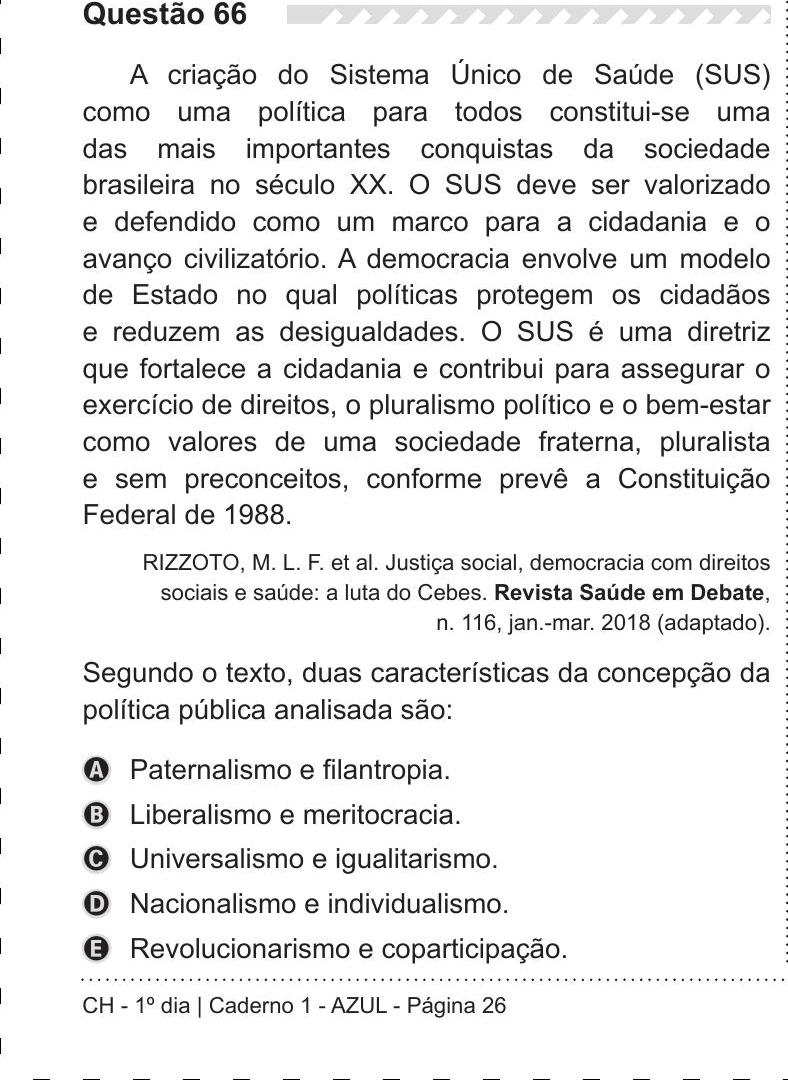 Questão 66
A criação do Sistema Único de Saúde (SUS)
como uma política para todos constitui-se uma
das mais importantes conquistas da sociedade
brasileira no século XX. O SUS deve ser valorizado
e defendido como um marco para a cidadania e o
avanço civilizatório. A democracia envolve um modelo
de Estado no qual políticas protegem os cidadãos
e reduzem as desigualdades. O SUS é uma diretriz
que fortalece a cidadania e contribui para assegurar o
exercício de direitos, o pluralismo político e o bem-estar
como valores de uma sociedade fraterna, pluralista
e sem preconceitos, conforme prevê a Constituição
Federal de 1988.
RIZZOTO, M. L. F. et al. Justiça social, democracia com direitos
sociais e saúde: a luta do Cebes. Revista Saúde em Debate,
n. 116, jan.-mar. 2018 (adaptado).
Segundo o texto, duas características da concepção da
política pública analisada são:
A Paternalismo e filantropia.
B Liberalismo e meritocracia.
C Universalismo e igualitarismo.
D Nacionalismo e individualismo.
E Revolucionarismo e coparticipação.
CH - 1º dia | Caderno 1 - AZUL - Página 26